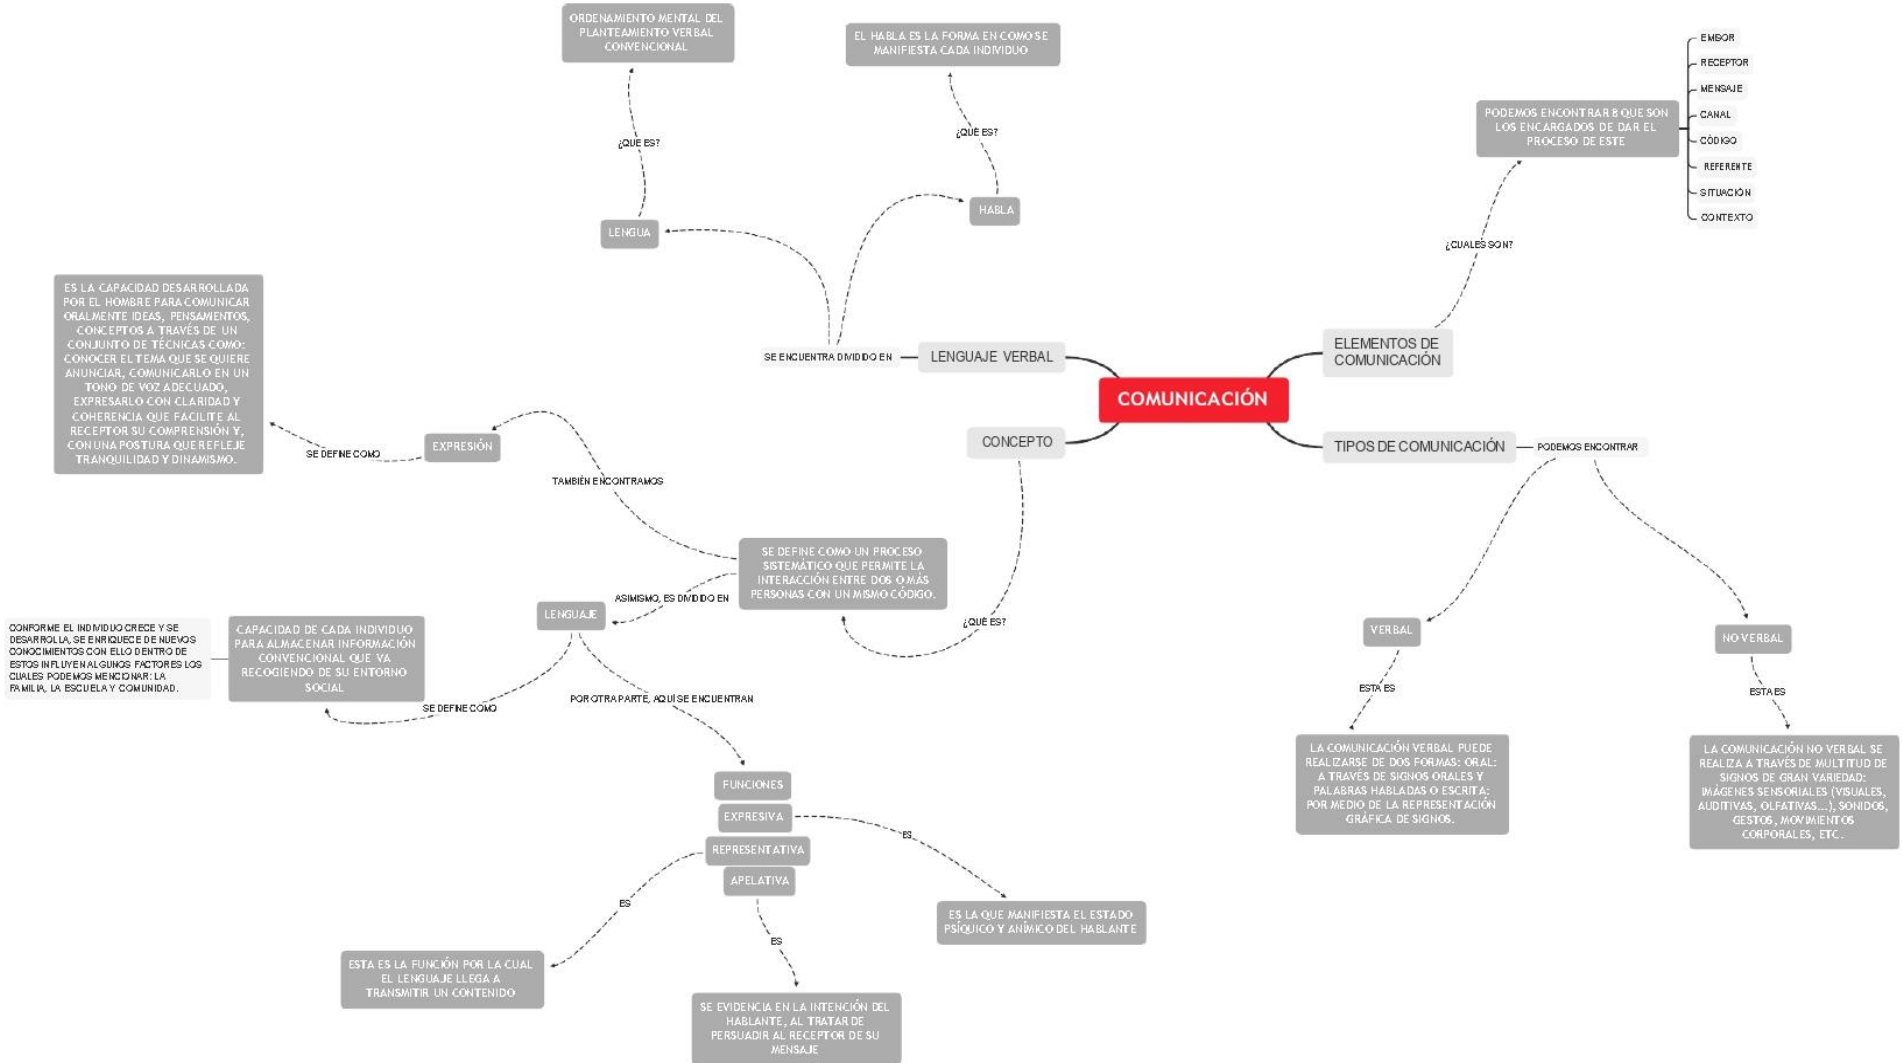 ORDENAMIENTO MENTAL DEL
PLANTEAMIENTO VERBAL
CONVENCIONAL
EL HABLA ES LA FORMA EN COMO SE
MANIFIESTA CADA INDIVIDUO
¿QUÉ ES?
¿QUÉ ES?
LENGUA
HABLA
SE ENCUENTRA DIVIDIDO EN
LENGUAJE VERBAL
COMUNICACIÓN
ELEMENTOS DE
COMUNICACIÓN
¿CUALES SON?
PODEMOS ENCONTRAR 8 QUE SON
LOS ENCARGADOS DE DAR EL
PROCESO DE ESTE
EMISOR
RECEPTOR
MENSAJE
CANAL
CÓDIGO
REFERENTE
SITUACIÓN
CONTEXTO
CONCEPTO
¿QUÉ ES?
SE DEFINE COMO UN PROCESO
SISTEMÁTICO QUE PERMITE LA
INTERACCIÓN ENTRE DOS O MÁS
PERSONAS CON UN MISMO CÓDIGO.
TAMBIÉN ENCONTRAMOS
EXPRESIÓN
SE DEFINE COMO
ES LA CAPACIDAD DESARROLLADA
POR EL HOMBRE PARA COMUNICAR
ORALMENTE IDEAS, PENSAMENTOS,
CONCEPTOS A TRAVÉS DE UN
CONJUNTO DE TÉCNICAS COMO:
CONOCER EL TEMA QUE SE QUIERE
ANUNCIAR, COMUNICARLO EN UN
TONO DE VOZ ADECUADO,
EXPRESARLO CON CLARIDAD Y
COHERENCIA QUE FACILITE AL
RECEPTOR SU COMPRENSIÓN Y,
CON UNA POSTURA QUE REFLEJE
TRANQUILIDAD Y DINAMISMO.
ASIMISMO, ES DIVIDIDO EN
LENGUAJE
SE DEFINE COMO
CAPACIDAD DE CADA INDIVIDUO
PARA ALMACENAR INFORMACIÓN
CONVENCIONAL QUE VA
RECOGIENDO DE SU ENTORNO
SOCIAL
CONFORME EL INDIVIDUO CRECE Y SE
DESARROLLA, SE ENRIQUECE DE NUEVOS
CONOCIMIENTOS CON ELLO DENTRO DE
ESTOS INFLUYEN ALGUNOS FACTORES LOS
CUALES PODEMOS MENCIONAR: LA
FAMILIA, LA ESCUELA Y COMUNIDAD.
POR OTRA PARTE, AQUÍ SE ENCUENTRAN
FUNCIONES
EXPRESIVA
REPRESENTATIVA
APELATIVA
ES
ES LA QUE MANIFIESTA EL ESTADO
PSÍQUICO Y ANÍMICO DEL HABLANTE
ES
ESTA ES LA FUNCIÓN POR LA CUAL
EL LENGUAJE LLEGA A
TRANSMITIR UN CONTENIDO
ES
SE EVIDENCIA EN LA INTENCIÓN DEL
HABLANTE, AL TRATAR DE
PERSUADIR AL RECEPTOR DE SU
MENSAJE
TIPOS DE COMUNICACIÓN
PODEMOS ENCONTRAR
VERBAL
ESTA ES
LA COMUNICACIÓN VERBAL PUEDE
REALIZARSE DE DOS FORMAS: ORAL:
A TRAVÉS DE SIGNOS ORALES Y
PALABRAS HABLADAS O ESCRITA:
POR MEDIO DE LA REPRESENTACIÓN
GRÁFICA DE SIGNOS.
NO VERBAL
ESTA ES
LA COMUNICACIÓN NO VERBAL SE
REALIZA A TRAVÉS DE MULTITUD DE
SIGNOS DE GRAN VARIEDAD:
IMÁGENES SENSORIALES (VISUALES,
AUDITIVAS, OLFATIVAS...), SONIDOS,
GESTOS, MOVIMIENTOS
CORPORALES, ETC.